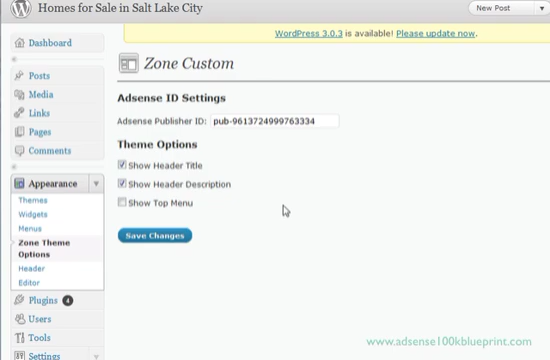 Homes for Sale in Salt Lake City
New Post
WordPress 3.0.3 is available! Please update now.
Dashboard
Posts
Media
Links
Pages
Comments
Appearance
Themes
Widgets
Menus
Zone Theme
Options
Header
Editor
Plugins 4
Users
Tools
Settings
Zone Custom
Adsense ID Settings
Adsense Publisher ID: pub-9613724999763334
Theme Options
Show Header Title
Show Header Description
Show Top Menu
Save Changes
www.adsense100kblueprint.com